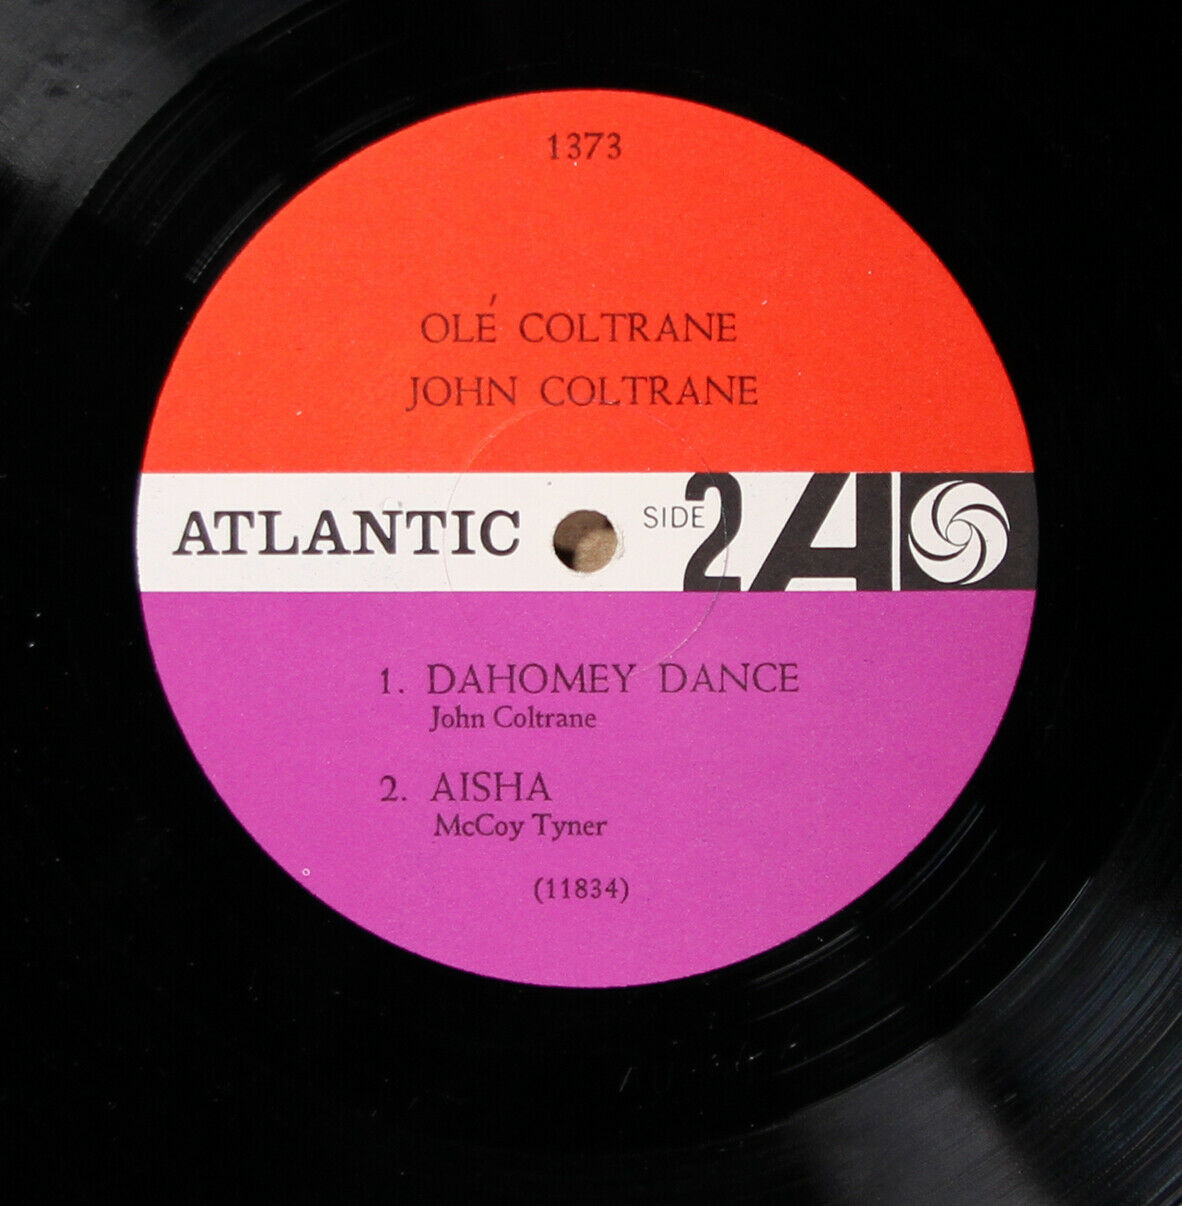 1373
OLÉ COLTRANE
JOHN COLTRANE
ATLANTIC SIDE 2 A
1. DAHOMEY DANCE
John Coltrane
2. AISHA
McCoy Tyner
(11834)